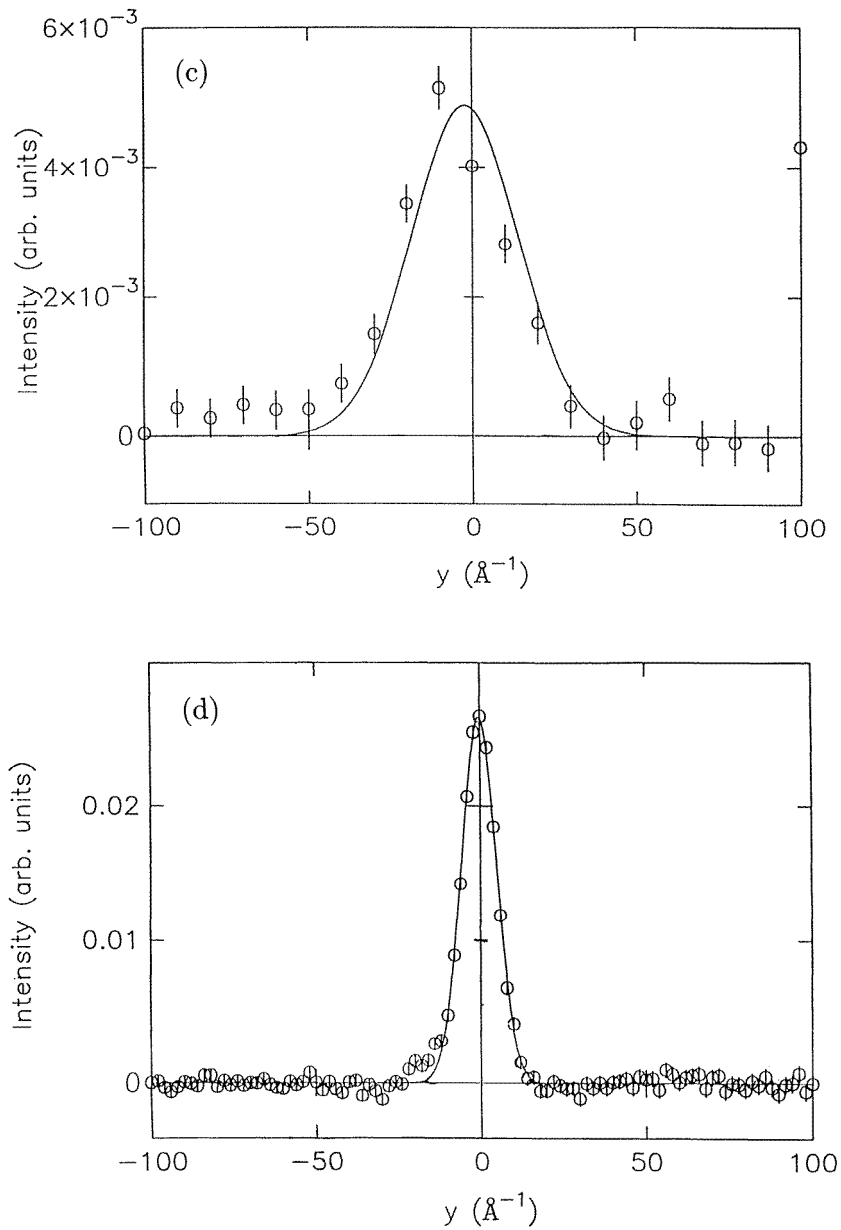 6×10⁻³
(c)
4×10⁻³
2×10⁻³
0
Intensity (arb. units)
−100 −50 0 50 100
y (Å⁻¹)
(d)
0.02
0.01
0
Intensity (arb. units)
−100 −50 0 50 100
y (Å⁻¹)